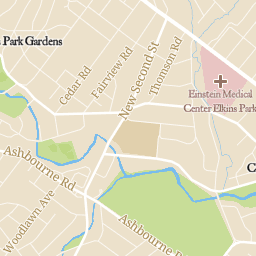 s Park Gardens
Cedar Rd
Fairview Rd
New Second St
Thomson Rd
Einstein Medical
Center Elkins Park
Ashbourne Rd
Woodlawn Ave
Ashbourne
C